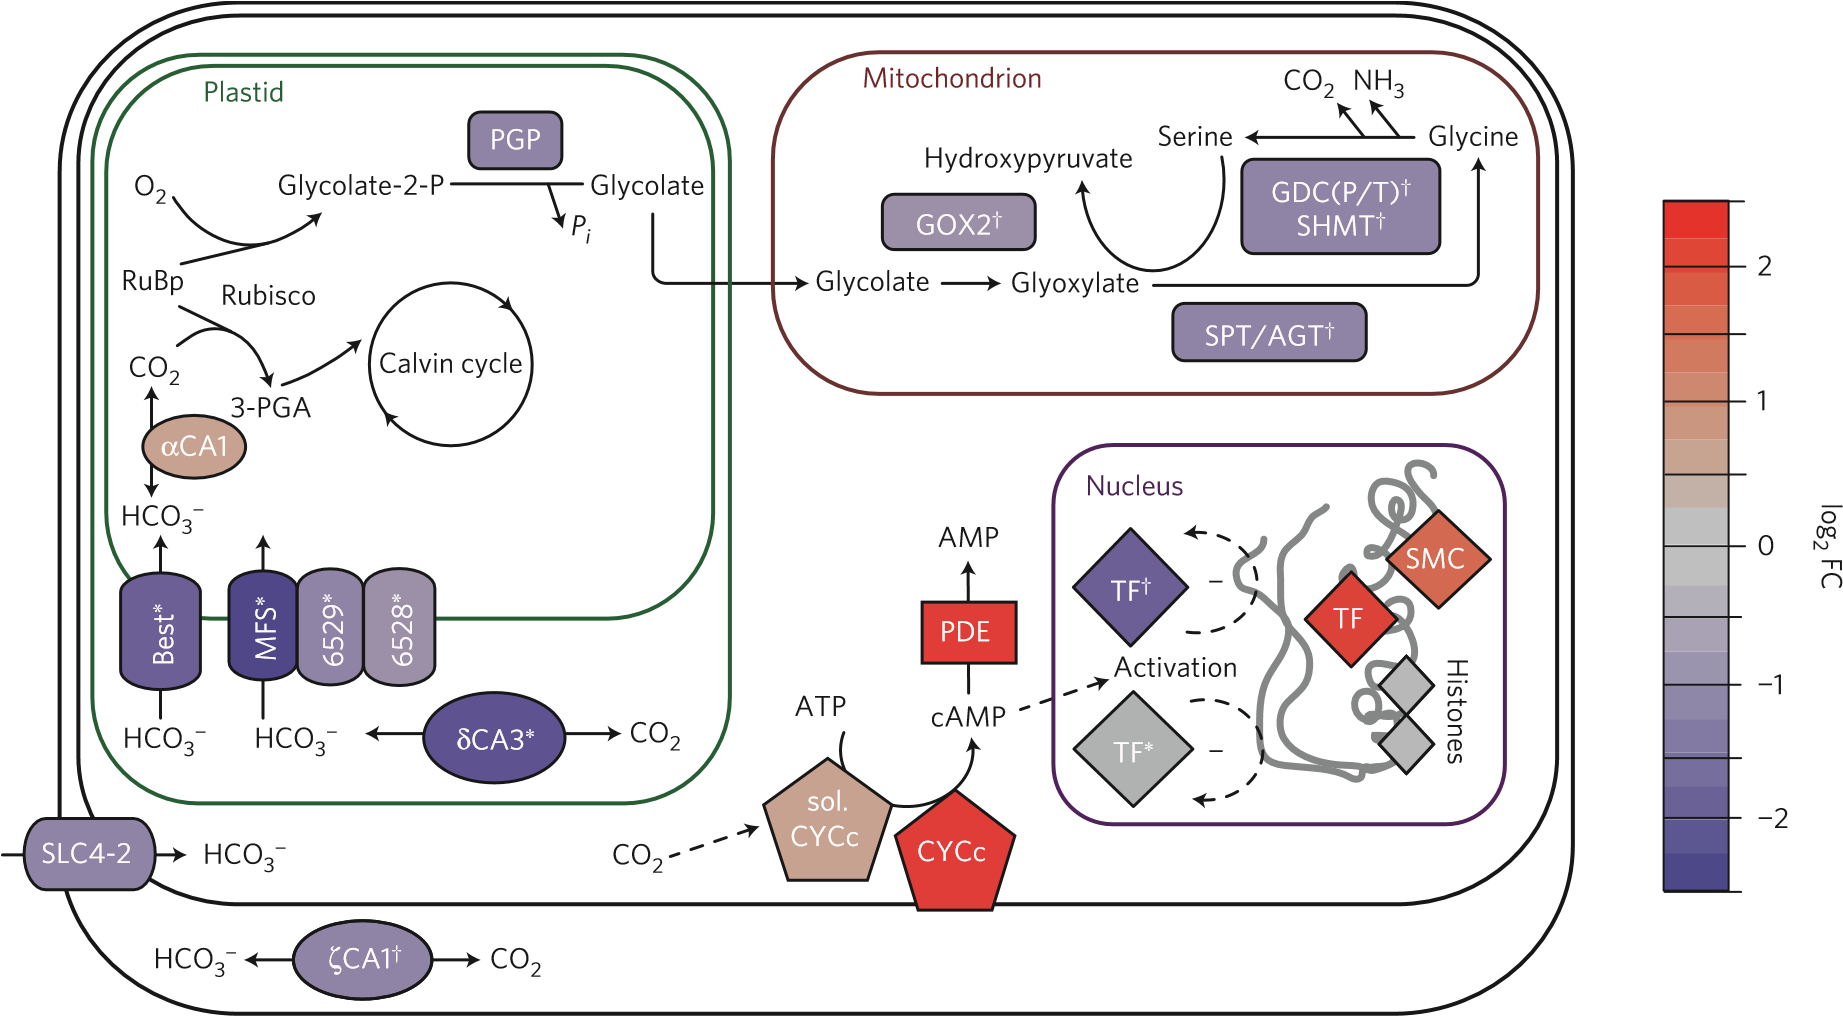 Plastid
PGP
O₂
Glycolate-2-P
Glycolate
Pᵢ
RuBp
Rubisco
CO₂
3-PGA
Calvin cycle
αCA1
HCO₃⁻
Best*
MFS*
6529*
6528*
HCO₃⁻
HCO₃⁻
δCA3*
CO₂
SLC4-2
HCO₃⁻
HCO₃⁻
ζCA1†
CO₂
Mitochondrion
CO₂ NH₃
Serine
Glycine
Hydroxypyruvate
GDC(P/T)†
SHMT†
GOX2†
Glycolate
Glyoxylate
SPT/AGT†
AMP
PDE
cAMP
ATP
sol.
CYCc
CYCc
CO₂
Nucleus
TF†
−
Activation
TF*
−
SMC
TF
Histones
2
1
0
−1
−2
log₂ FC